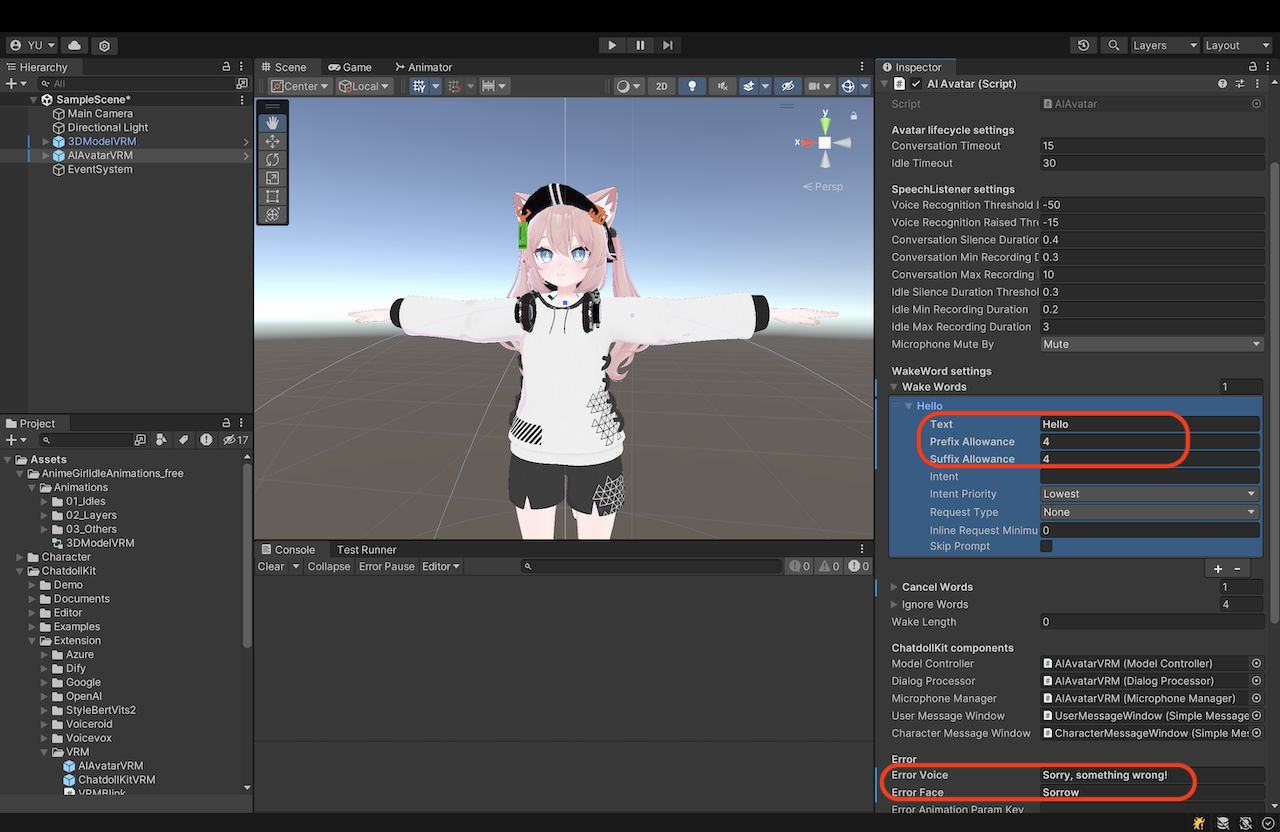 YU
Layers
Layout
Hierarchy
All
SampleScene*
Main Camera
Directional Light
3DModelVRM
AIAvatarVRM
EventSystem
Scene
Game
Animator
Center
Local
2D
y
x
Persp
Project
17
Assets
AnimeGirlIdleAnimations_free
Animations
01_Idles
02_Layers
03_Others
3DModelVRM
Character
ChatdollKit
Demo
Documents
Editor
Examples
Extension
Azure
Dify
Google
OpenAI
StyleBertVits2
Voiceroid
Voicevox
VRM
AIAvatarVRM
ChatdollKitVRM
VRMBlink
Console
Test Runner
Clear
Collapse
Error Pause
Editor
0
0
0
Inspector
AI Avatar (Script)
Script AIAvatar
Avatar lifecycle settings
Conversation Timeout 15
Idle Timeout 30
SpeechListener settings
Voice Recognition Threshold -50
Voice Recognition Raised Thre -15
Conversation Silence Duration 0.4
Conversation Min Recording D 0.3
Conversation Max Recording 10
Idle Silence Duration Threshol 0.3
Idle Min Recording Duration 0.2
Idle Max Recording Duration 3
Microphone Mute By Mute
WakeWord settings
Wake Words 1
Hello
Text Hello
Prefix Allowance 4
Suffix Allowance 4
Intent
Intent Priority Lowest
Request Type None
Inline Request Minimu 0
Skip Prompt
+ -
Cancel Words 1
Ignore Words 4
Wake Length 0
ChatdollKit components
Model Controller AIAvatarVRM (Model Controller)
Dialog Processor AIAvatarVRM (Dialog Processor)
Microphone Manager AIAvatarVRM (Microphone Manager)
User Message Window UserMessageWindow (Simple Message
Character Message Window CharacterMessageWindow (Simple Mes
Error
Error Voice Sorry, something wrong!
Error Face Sorrow
Error Animation Param Key